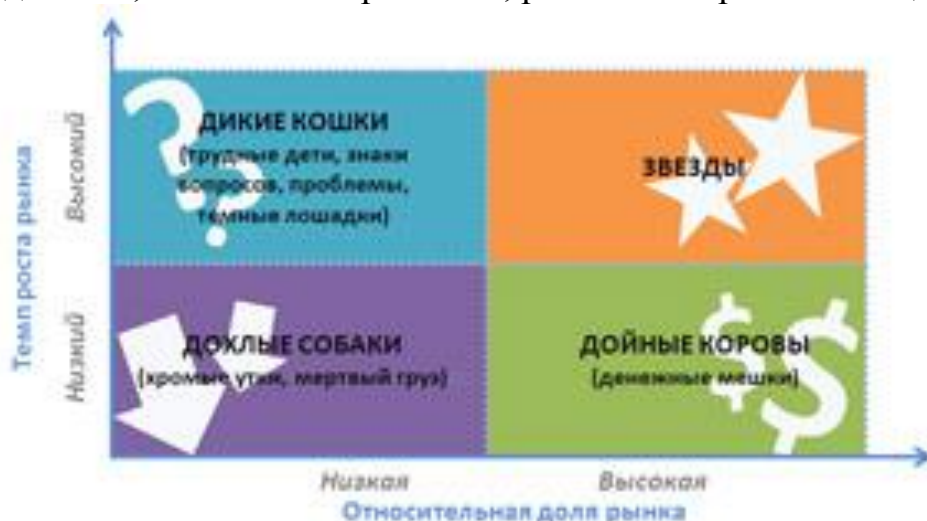 ДИКИЕ КОШКИ
(трудные дети, знаки
вопросов, проблемы,
темные лошадки)
ЗВЕЗДЫ
ДОХЛЫЕ СОБАКИ
(хромые утки, мертвый груз)
ДОЙНЫЕ КОРОВЫ
(денежные мешки)
Темп роста рынка
Высокий
Низкий
Низкая
Высокая
Относительная доля рынка